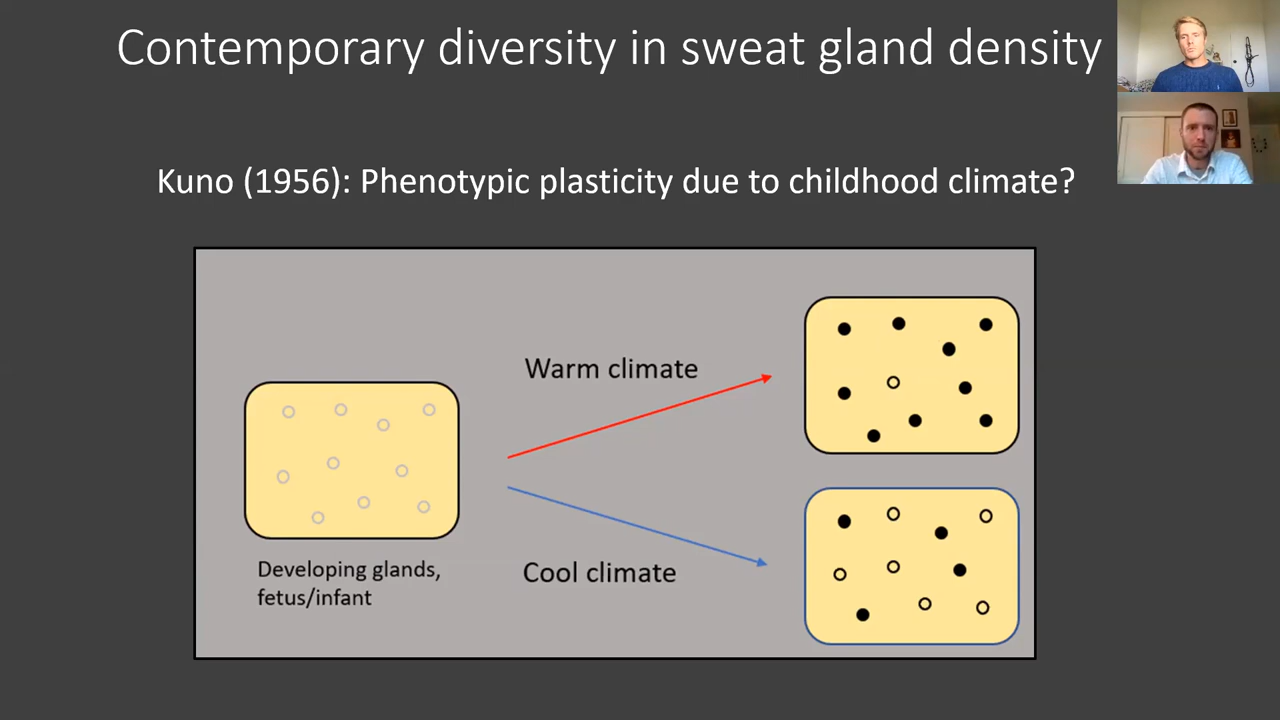 Contemporary diversity in sweat gland density
Kuno (1956): Phenotypic plasticity due to childhood climate?
Warm climate
Developing glands,
fetus/infant
Cool climate